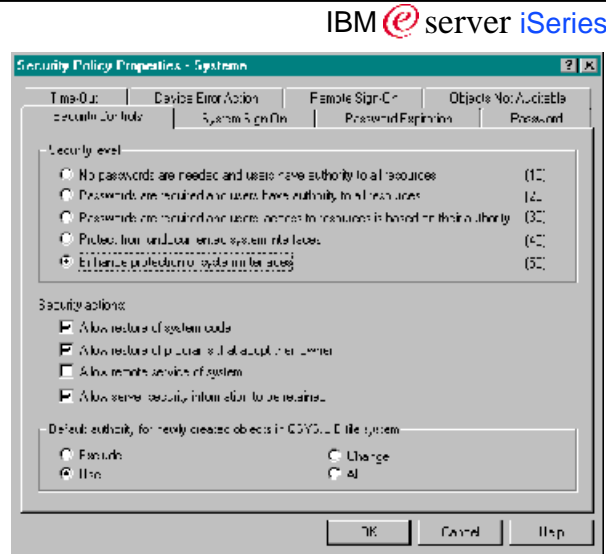 IBM e server iSeries
Security Policy Properties - Systema
Time-Out Device Error Action Remote Sign-On Objects Not Auditable
Security Controls System Sign On Password Expiration Password
Security level
No passwords are needed and users have authority to all resources (10)
Passwords are required and users have authority to all resources (20)
Passwords are required and users' access to resources is based on their authority (30)
Protect from undocumented system interfaces (40)
Enhance protection of system interfaces (50)
Security actions:
Allow restore of system code
Allow restore of programs that adopt their owner
Allow remote service of system
Allow server security information to be retained
Default authority for newly created objects in QSYS.LIB file system
Exclude Change
Use All
OK Cancel Help